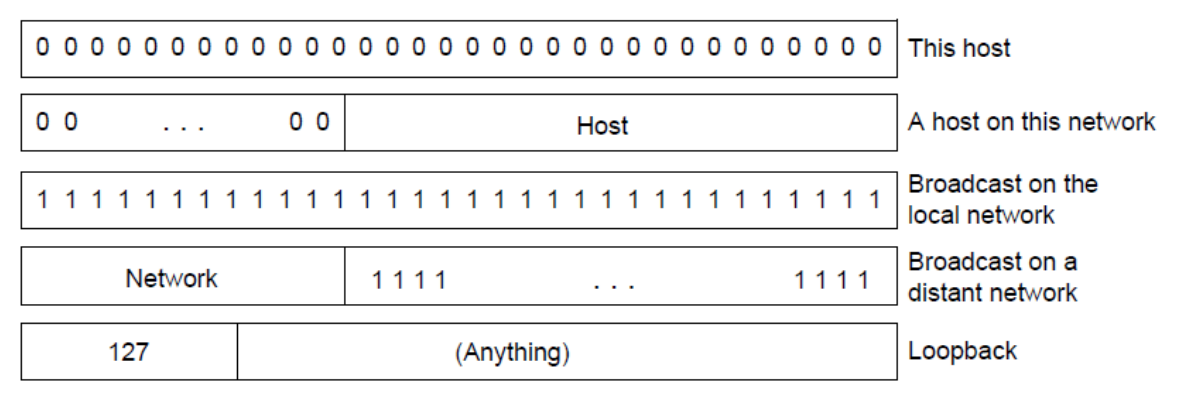 0 0 0 0 0 0 0 0 0 0 0 0 0 0 0 0 0 0 0 0 0 0 0 0 0 0 0 0 0 0 0 0 This host
0 0 ... 0 0 Host A host on this network
1 1 1 1 1 1 1 1 1 1 1 1 1 1 1 1 1 1 1 1 1 1 1 1 1 1 1 1 1 1 1 1 Broadcast on the
local network
Network 1 1 1 1 ... 1 1 1 1 Broadcast on a
distant network
127 (Anything) Loopback